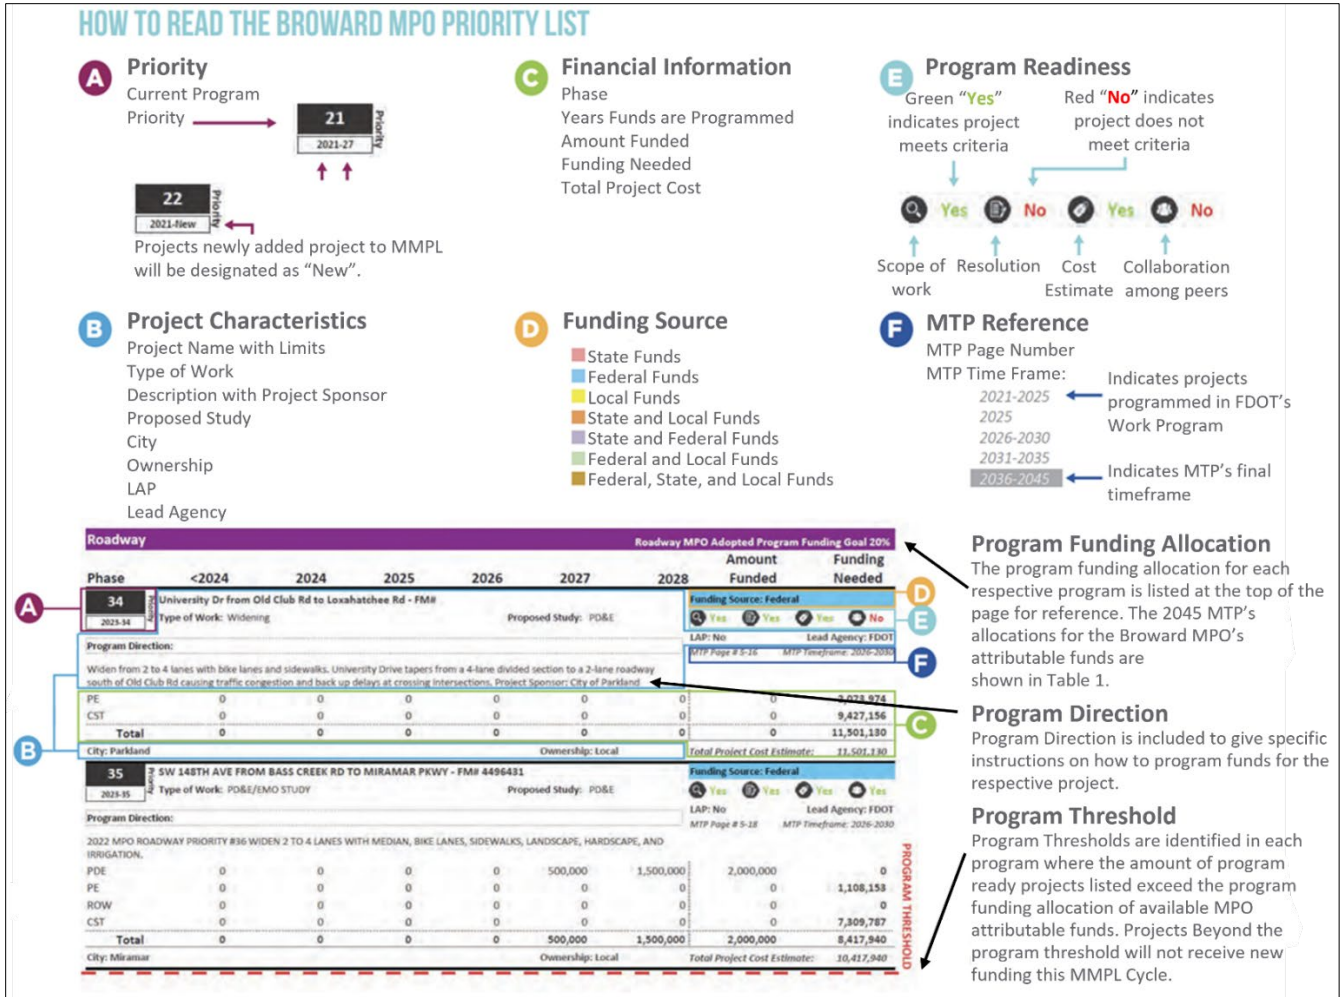 HOW TO READ THE BROWARD MPO PRIORITY LIST
A Priority
Current Program
Priority
21
2021-27
Priority
22
2021-New
Priority
Projects newly added project to MMPL
will be designated as “New”.
C Financial Information
Phase
Years Funds are Programmed
Amount Funded
Funding Needed
Total Project Cost
E Program Readiness
Green “Yes”
indicates project
meets criteria
Red “No” indicates
project does not
meet criteria
Yes No Yes No
Scope of
work
Resolution
Cost
Estimate
Collaboration
among peers
B Project Characteristics
Project Name with Limits
Type of Work
Description with Project Sponsor
Proposed Study
City
Ownership
LAP
Lead Agency
D Funding Source
State Funds
Federal Funds
Local Funds
State and Local Funds
State and Federal Funds
Federal and Local Funds
Federal, State, and Local Funds
F MTP Reference
MTP Page Number
MTP Time Frame:
2021-2025
2025
2026-2030
2031-2035
2036-2045
Indicates projects
programmed in FDOT’s
Work Program
Indicates MTP’s final
timeframe
Roadway Roadway MPO Adopted Program Funding Goal 20%
Phase <2024 2024 2025 2026 2027 2028 Amount Funded Funding Needed
A
34
2023-34
Priority
University Dr from Old Club Rd to Loxahatchee Rd - FM#
Type of Work: Widening Proposed Study: PD&E
Funding Source: Federal
D
Yes Yes Yes No
E
LAP: No Lead Agency: FDOT
MTP Page # 5-16 MTP Timeframe: 2026-2030
F
Program Direction:
Widen from 2 to 4 lanes with bike lanes and sidewalks. University Drive tapers from a 4-lane divided section to a 2-lane roadway
south of Old Club Rd causing traffic congestion and back up delays at crossing intersections. Project Sponsor: City of Parkland
PE 0 0 0 0 0 0 0 2,073,974
CST 0 0 0 0 0 0 0 9,427,156
Total 0 0 0 0 0 0 0 11,501,130
C
B
City: Parkland Ownership: Local Total Project Cost Estimate: 11,501,130
35
2023-35
Priority
SW 148TH AVE FROM BASS CREEK RD TO MIRAMAR PKWY - FM# 4496431
Type of Work: PD&E/EMO STUDY Proposed Study: PD&E
Funding Source: Federal
Yes Yes Yes Yes
LAP: No Lead Agency: FDOT
MTP Page # 5-18 MTP Timeframe: 2026-2030
Program Direction:
2022 MPO ROADWAY PRIORITY #36 WIDEN 2 TO 4 LANES WITH MEDIAN, BIKE LANES, SIDEWALKS, LANDSCAPE, HARDSCAPE, AND
IRRIGATION.
PDE 0 0 0 0 500,000 1,500,000 2,000,000 0
PE 0 0 0 0 0 0 0 1,108,153
ROW 0 0 0 0 0 0 0 0
CST 0 0 0 0 0 0 0 7,309,787
Total 0 0 0 0 500,000 1,500,000 2,000,000 8,417,940
City: Miramar Ownership: Local Total Project Cost Estimate: 10,417,940
PROGRAM THRESHOLD
Program Funding Allocation
The program funding allocation for each
respective program is listed at the top of the
page for reference. The 2045 MTP’s
allocations for the Broward MPO’s
attributable funds are
shown in Table 1.
Program Direction
Program Direction is included to give specific
instructions on how to program funds for the
respective project.
Program Threshold
Program Thresholds are identified in each
program where the amount of program
ready projects listed exceed the program
funding allocation of available MPO
attributable funds. Projects Beyond the
program threshold will not receive new
funding this MMPL Cycle.